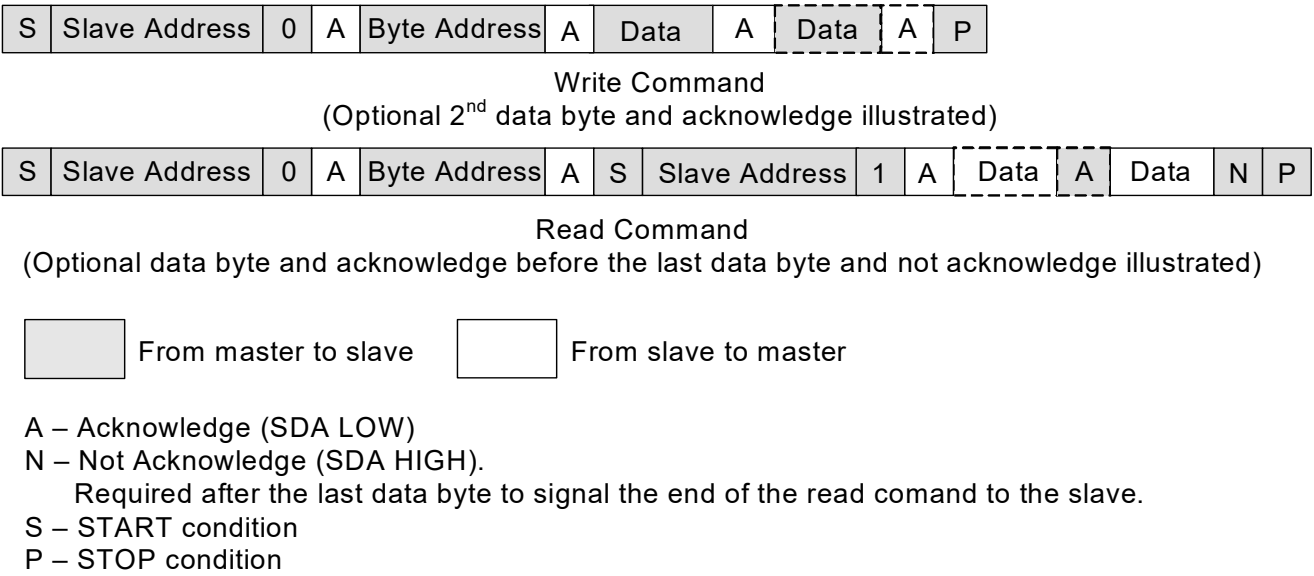 S Slave Address 0 A Byte Address A Data A Data A P
Write Command
(Optional 2nd data byte and acknowledge illustrated)
S Slave Address 0 A Byte Address A S Slave Address 1 A Data A Data N P
Read Command
(Optional data byte and acknowledge before the last data byte and not acknowledge illustrated)
From master to slave From slave to master
A – Acknowledge (SDA LOW)
N – Not Acknowledge (SDA HIGH).
Required after the last data byte to signal the end of the read comand to the slave.
S – START condition
P – STOP condition